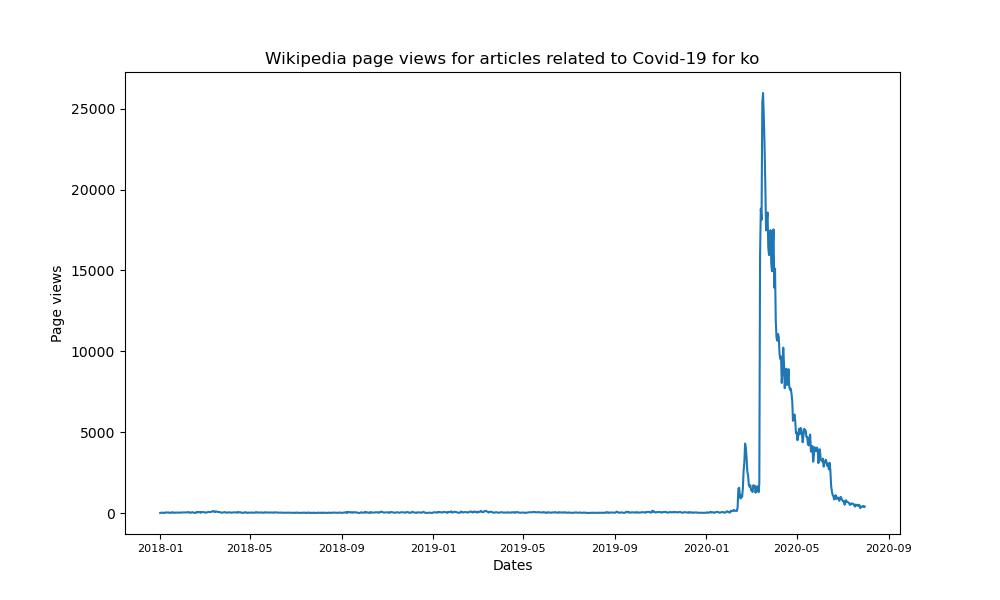 Wikipedia page views for articles related to Covid-19 for ko
Page views
25000
20000
15000
10000
5000
0
2018-01 2018-05 2018-09 2019-01 2019-05 2019-09 2020-01 2020-05 2020-09
Dates